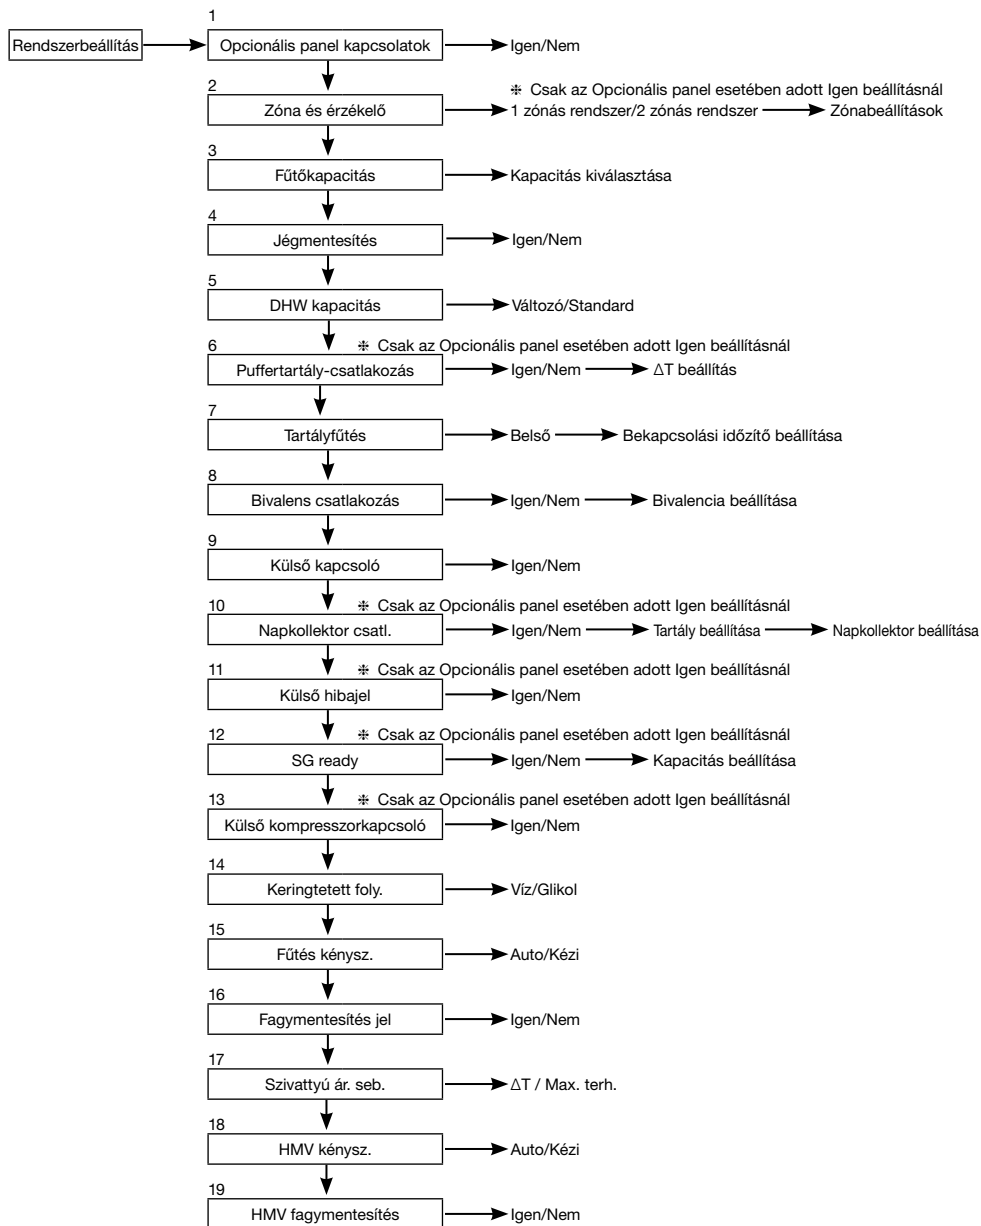 1
Rendszerbeállítás Opcionális panel kapcsolatok Igen/Nem
2 ⁜ Csak az Opcionális panel esetében adott Igen beállításnál
Zóna és érzékelő 1 zónás rendszer/2 zónás rendszer Zónabeállítások
3
Fűtőkapacitás Kapacitás kiválasztása
4
Jégmentesítés Igen/Nem
5
DHW kapacitás Változó/Standard
6 ⁜ Csak az Opcionális panel esetében adott Igen beállításnál
Puffertartály-csatlakozás Igen/Nem ΔT beállítás
7
Tartályfűtés Belső Bekapcsolási időzítő beállítása
8
Bivalens csatlakozás Igen/Nem Bivalencia beállítása
9
Külső kapcsoló Igen/Nem
10 ⁜ Csak az Opcionális panel esetében adott Igen beállításnál
Napkollektor csatl. Igen/Nem Tartály beállítása Napkollektor beállítása
11 ⁜ Csak az Opcionális panel esetében adott Igen beállításnál
Külső hibajel Igen/Nem
12 ⁜ Csak az Opcionális panel esetében adott Igen beállításnál
SG ready Igen/Nem Kapacitás beállítása
13 ⁜ Csak az Opcionális panel esetében adott Igen beállításnál
Külső kompresszorkapcsoló Igen/Nem
14
Keringtetett foly. Víz/Glikol
15
Fűtés kénysz. Auto/Kézi
16
Fagymentesítés jel Igen/Nem
17
Szivattyú ár. seb. ΔT / Max. terh.
18
HMV kénysz. Auto/Kézi
19
HMV fagymentesítés Igen/Nem